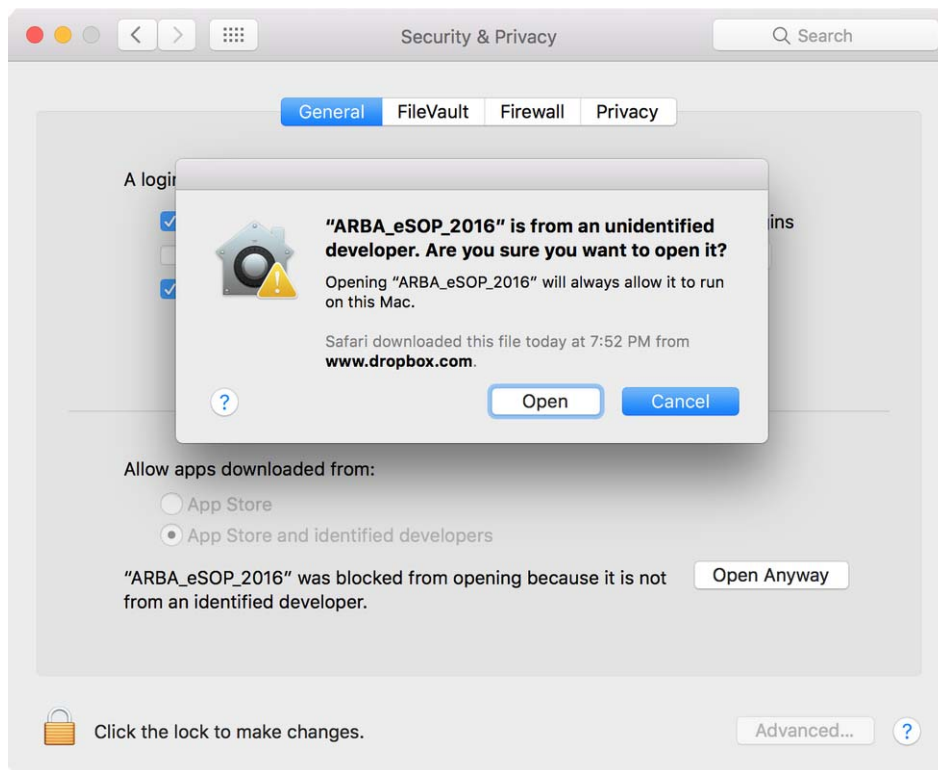 Security & Privacy
Search
General FileVault Firewall Privacy
A login
“ARBA_eSOP_2016” is from an unidentified
developer. Are you sure you want to open it?
Opening “ARBA_eSOP_2016” will always allow it to run
on this Mac.
Safari downloaded this file today at 7:52 PM from
www.dropbox.com.
? Open Cancel
Allow apps downloaded from:
App Store
App Store and identified developers
“ARBA_eSOP_2016” was blocked from opening because it is not
from an identified developer.
Open Anyway
Click the lock to make changes.
Advanced... ?